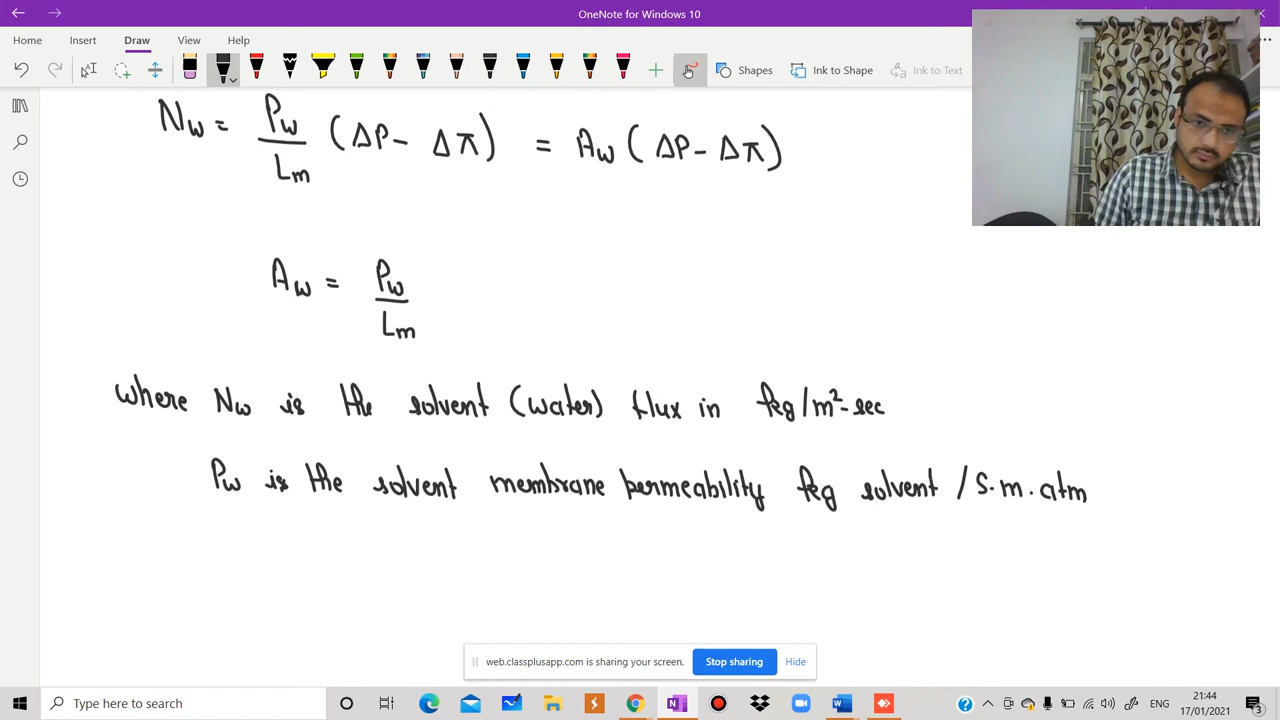 OneNote for Windows 10
Home Insert Draw View Help
Shapes Ink to Shape Ink to Text
Nw = Pw/Lm (ΔP - Δπ) = Aw (ΔP - Δπ)
Aw = Pw/Lm
where Nw is the solvent (water) flux in kg/m²-sec
Pw is the solvent membrane permeability kg solvent / s.m.atm
web.classplusapp.com is sharing your screen. Stop sharing Hide
Type here to search
ENG
21:44
17/01/2021
3